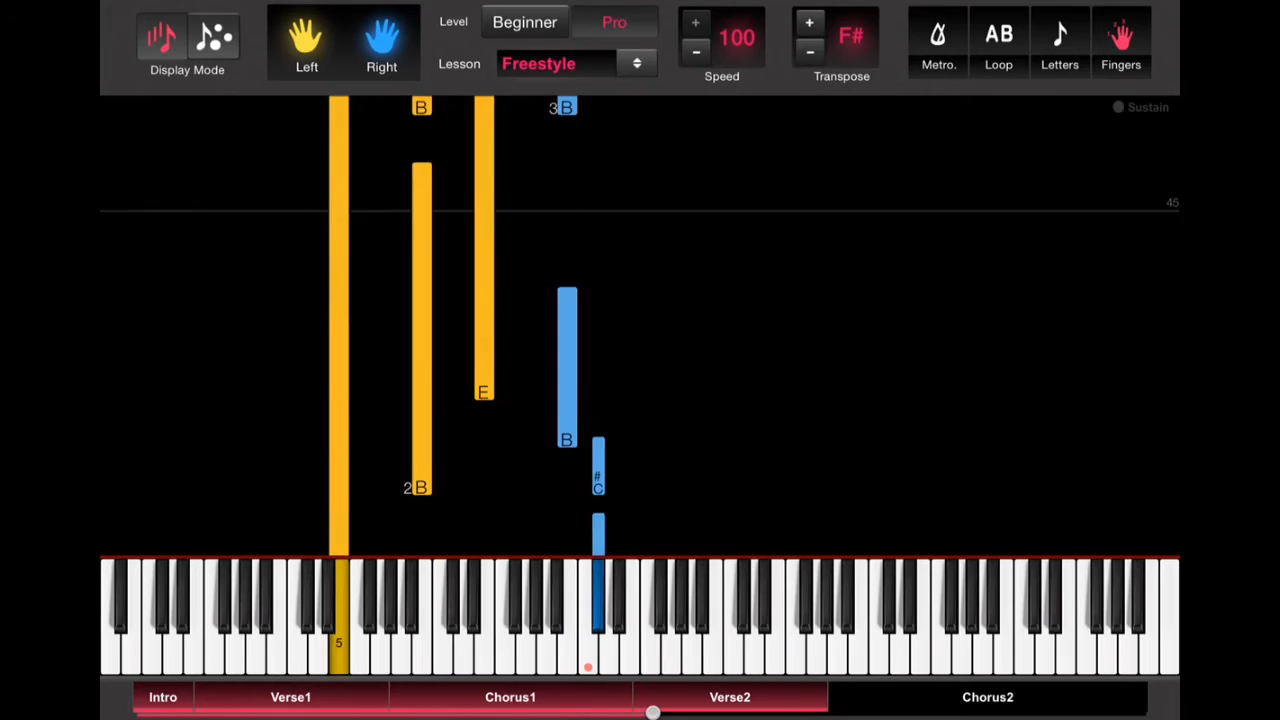 Display Mode
Left
Right
Level
Beginner
Pro
Lesson
Freestyle
+
-
100
Speed
+
-
F#
Transpose
Metro.
AB
Loop
Letters
Fingers
B
3 B
Sustain
45
E
B
#
C
2 B
5
Intro
Verse1
Chorus1
Verse2
Chorus2